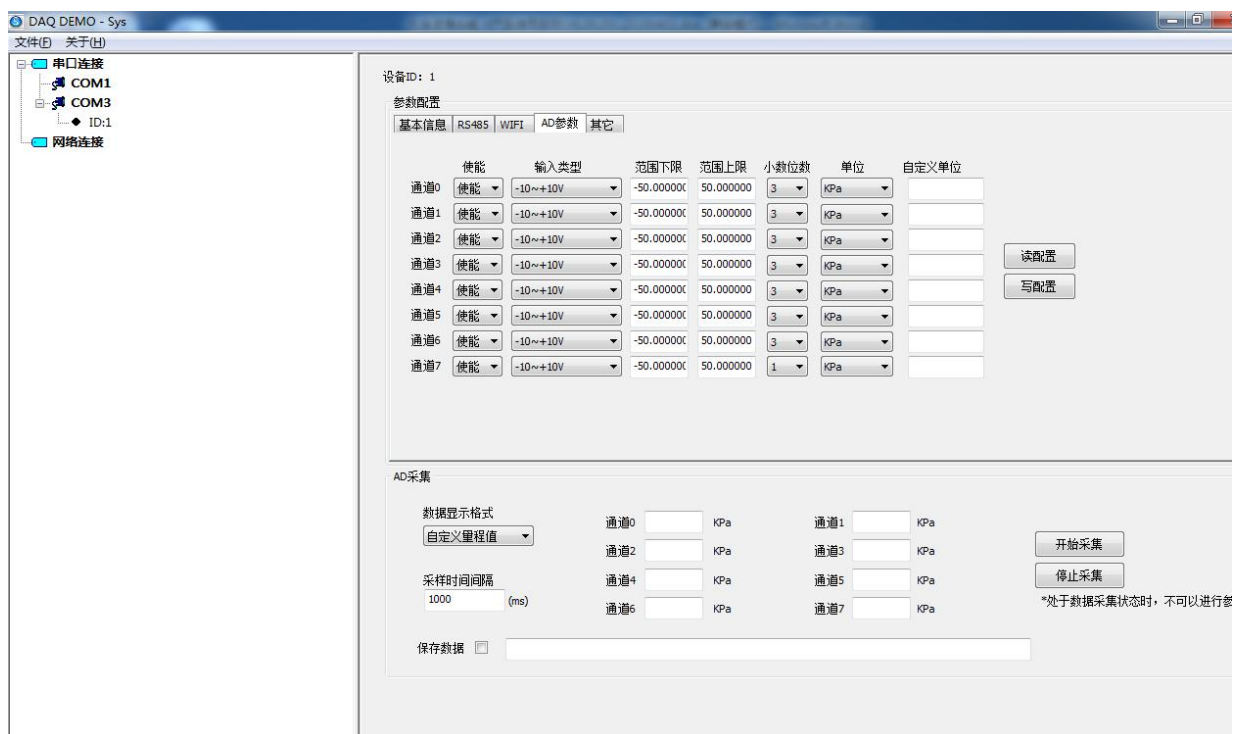 DAQ DEMO - Sys
文件(F) 关于(H)
串口连接
COM1
COM3
ID:1
网络连接
设备ID: 1
参数配置
基本信息 RS485 WIFI AD参数 其它
使能 输入类型 范围下限 范围上限 小数位数 单位 自定义单位
通道0 使能 -10~+10V -50.000000 50.000000 3 KPa
通道1 使能 -10~+10V -50.000000 50.000000 3 KPa
通道2 使能 -10~+10V -50.000000 50.000000 3 KPa
通道3 使能 -10~+10V -50.000000 50.000000 3 KPa
通道4 使能 -10~+10V -50.000000 50.000000 3 KPa
通道5 使能 -10~+10V -50.000000 50.000000 3 KPa
通道6 使能 -10~+10V -50.000000 50.000000 3 KPa
通道7 使能 -10~+10V -50.000000 50.000000 1 KPa
读配置
写配置
AD采集
数据显示格式
自定义量程值
采样时间间隔
1000 (ms)
通道0 KPa 通道1 KPa
通道2 KPa 通道3 KPa
通道4 KPa 通道5 KPa
通道6 KPa 通道7 KPa
开始采集
停止采集
*处于数据采集状态时，不可以进行参
保存数据